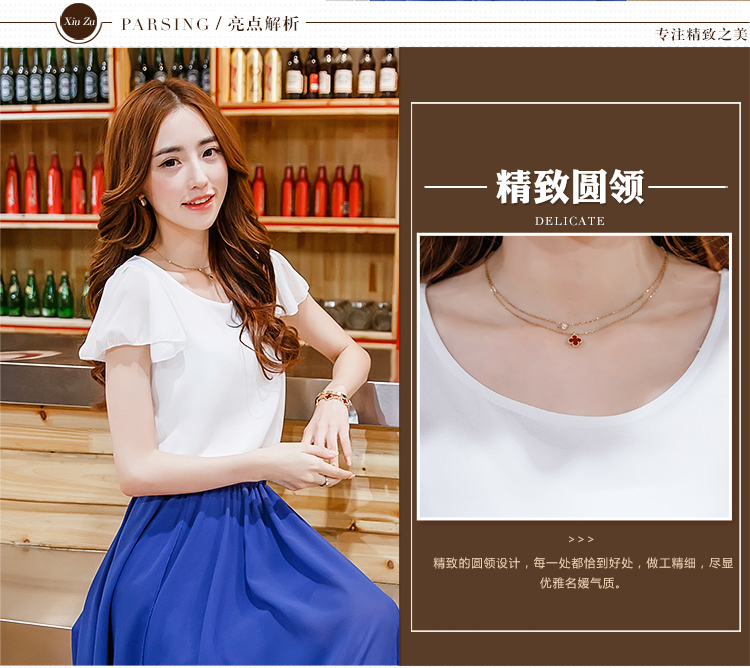 Xiu Zu
PARSING / 亮点解析
专注精致之美
精致圆领
DELICATE
>>>
精致的圆领设计，每一处都恰到好处，做工精细，尽显
优雅名媛气质。